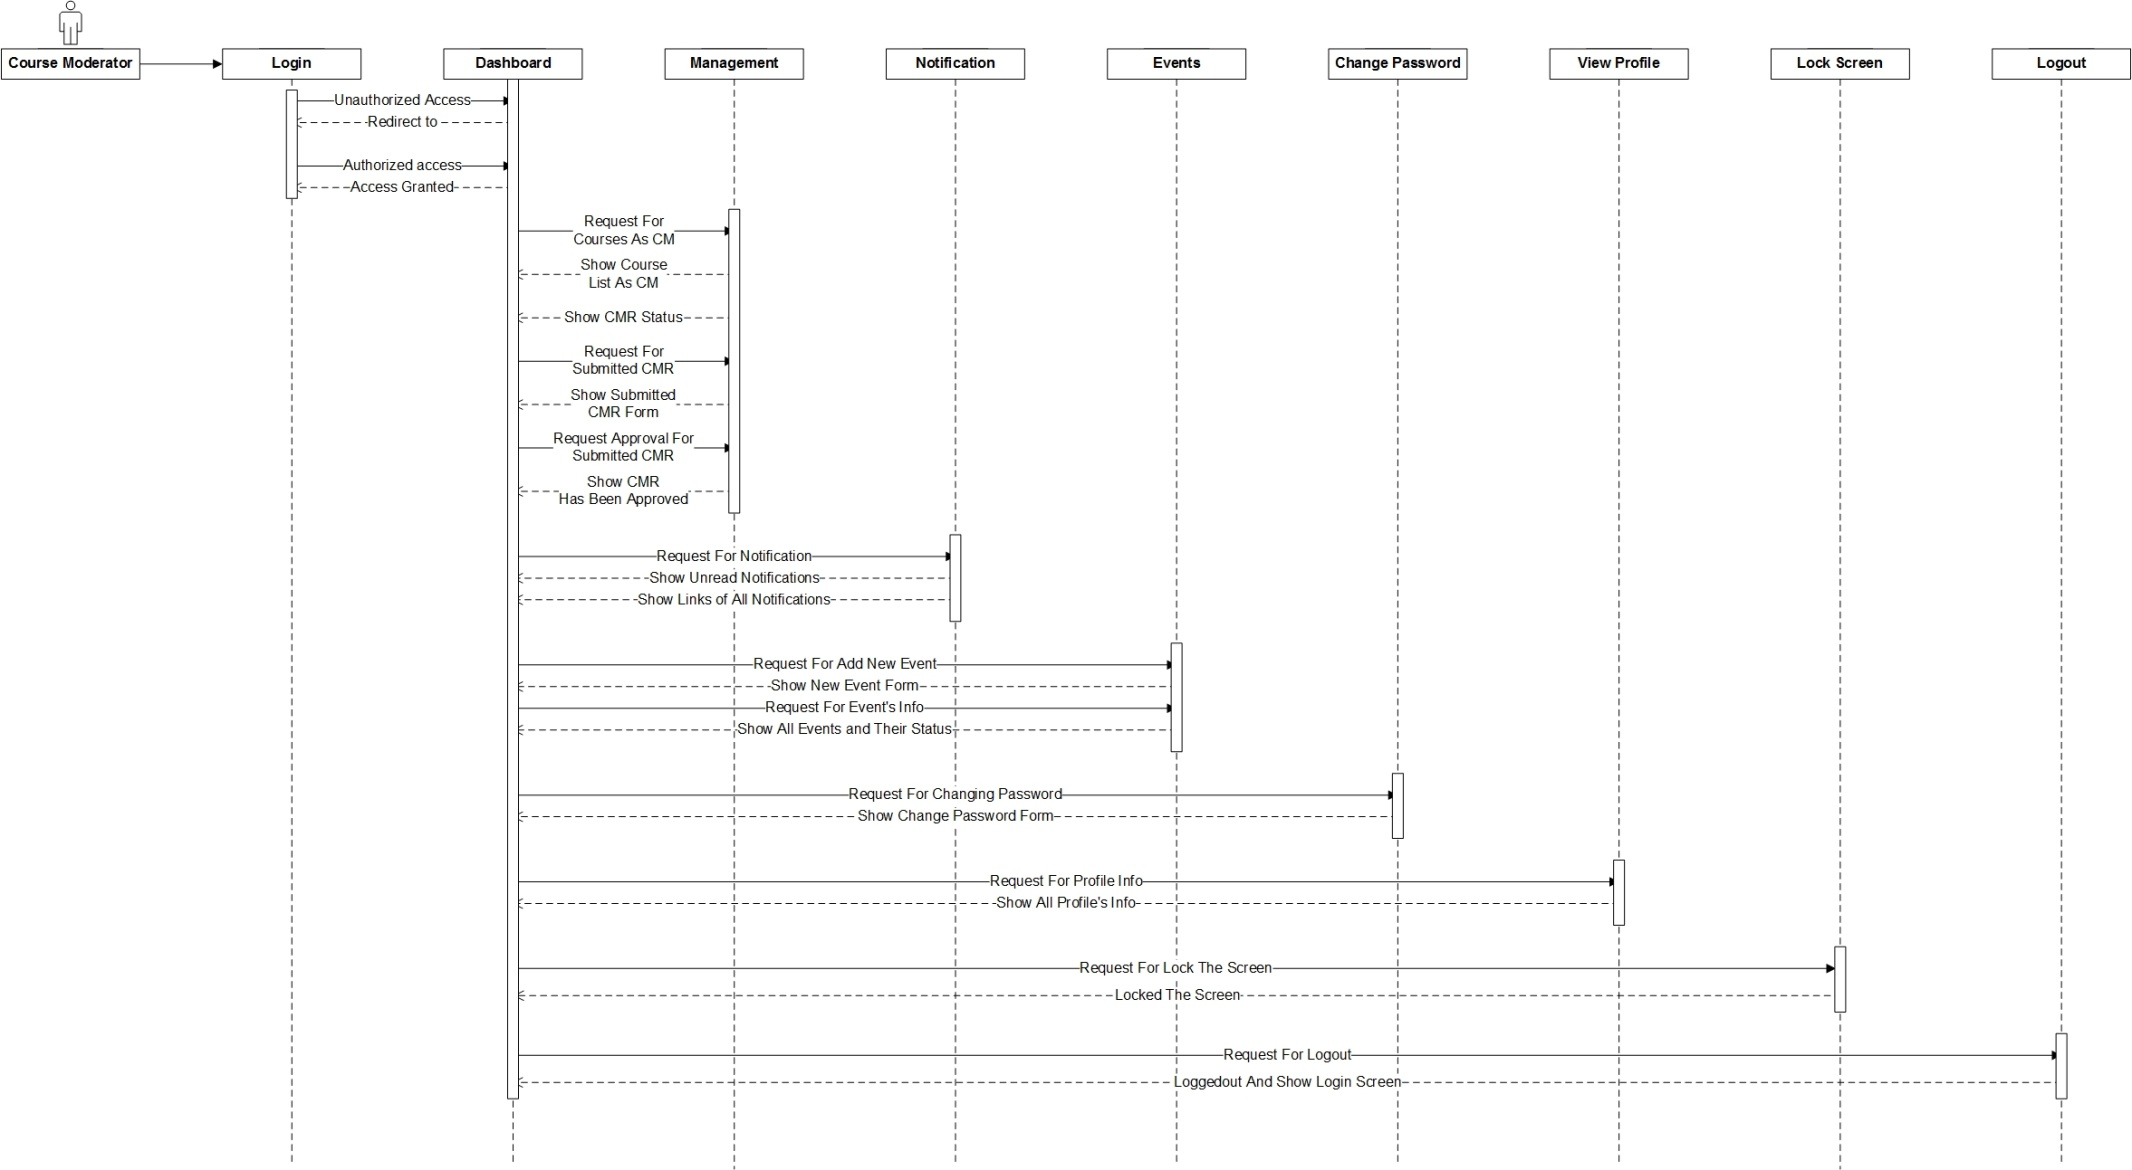 Course Moderator
Login
Dashboard
Management
Notification
Events
Change Password
View Profile
Lock Screen
Logout
Unauthorized Access
Redirect to
Authorized access
Access Granted
Request For
Courses As CM
Show Course
List As CM
Show CMR Status
Request For
Submitted CMR
Show Submitted
CMR Form
Request Approval For
Submitted CMR
Show CMR
Has Been Approved
Request For Notification
Show Unread Notifications
Show Links of All Notifications
Request For Add New Event
Show New Event Form
Request For Event's Info
Show All Events and Their Status
Request For Changing Password
Show Change Password Form
Request For Profile Info
Show All Profile's Info
Request For Lock The Screen
Locked The Screen
Request For Logout
Loggedout And Show Login Screen